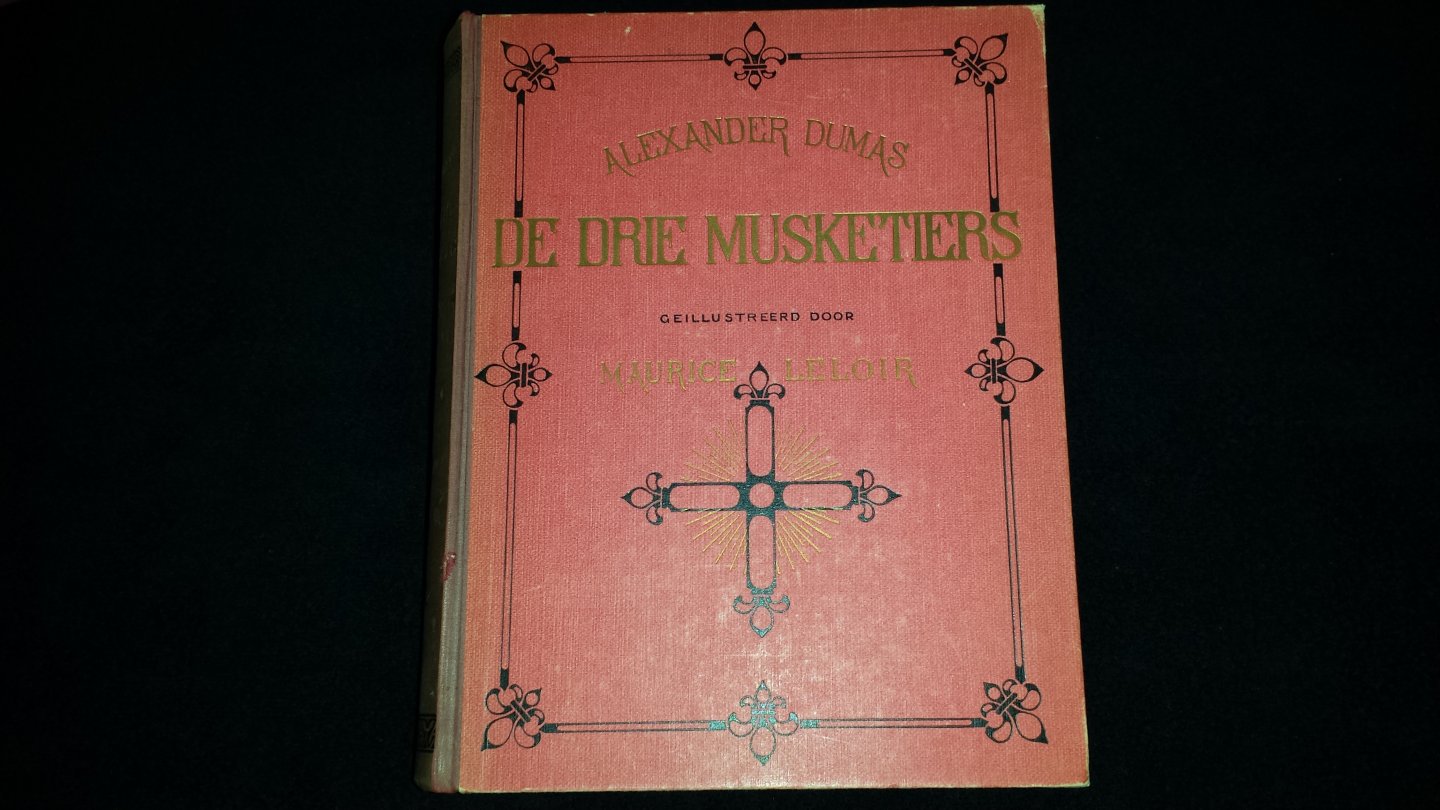 ALEXANDER DUMAS
DE DRIE MUSKETIERS
GEILLUSTREERD DOOR
MAURICE LELOIR